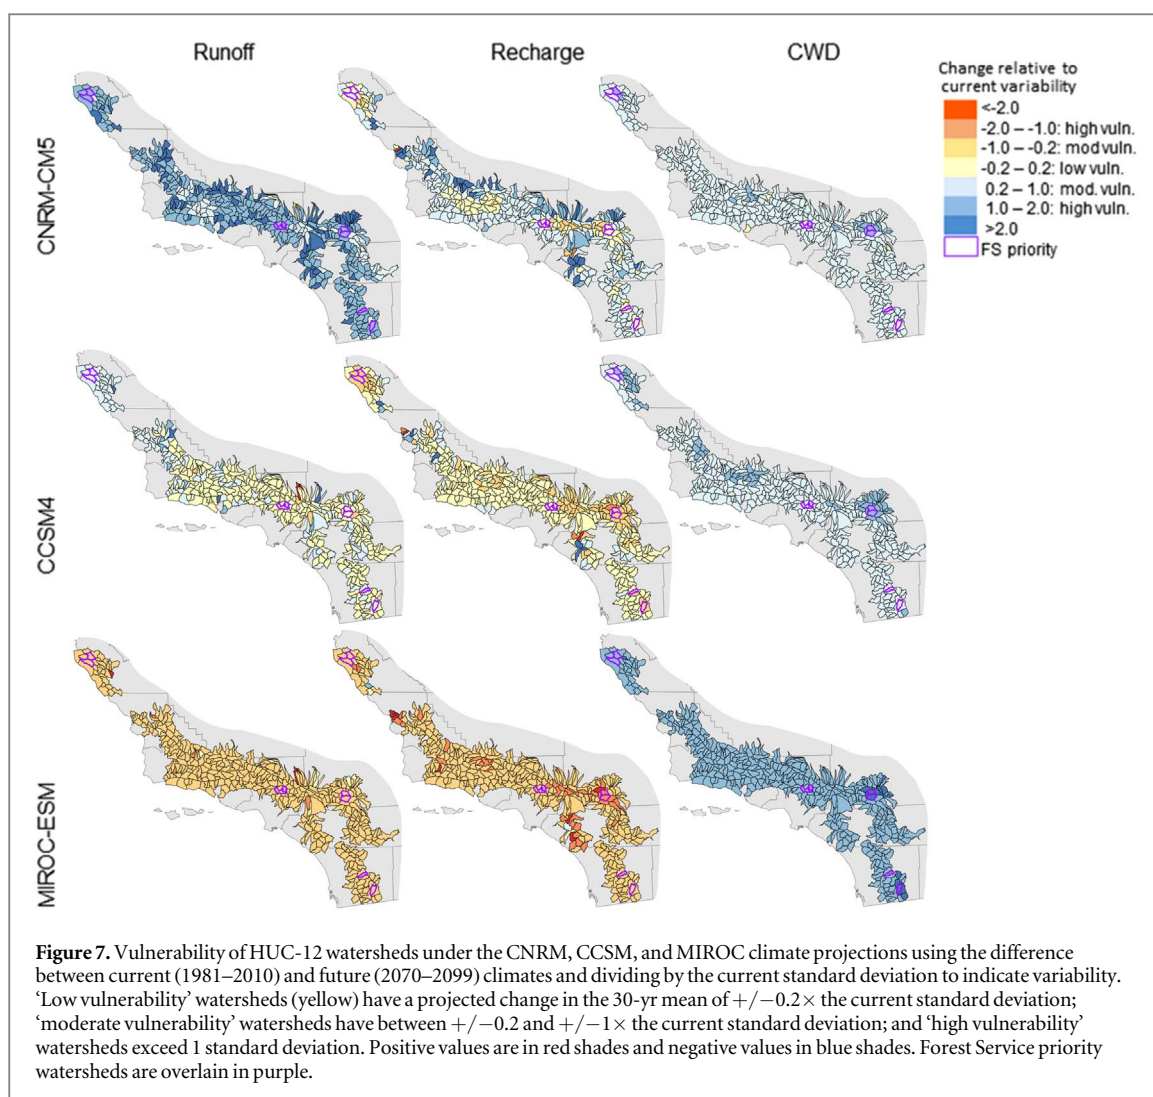 Runoff
Recharge
CWD
Change relative to
current variability
<-2.0
-2.0 – -1.0: high vuln.
-1.0 – -0.2: mod vuln.
-0.2 – 0.2: low vuln.
0.2 – 1.0: mod. vuln.
1.0 – 2.0: high vuln.
>2.0
FS priority
CNRM-CM5
CCSM4
MIROC-ESM
Figure 7. Vulnerability of HUC-12 watersheds under the CNRM, CCSM, and MIROC climate projections using the difference
between current (1981–2010) and future (2070–2099) climates and dividing by the current standard deviation to indicate variability.
‘Low vulnerability’ watersheds (yellow) have a projected change in the 30-yr mean of +/−0.2× the current standard deviation;
‘moderate vulnerability’ watersheds have between +/−0.2 and +/−1× the current standard deviation; and ‘high vulnerability’
watersheds exceed 1 standard deviation. Positive values are in red shades and negative values in blue shades. Forest Service priority
watersheds are overlain in purple.